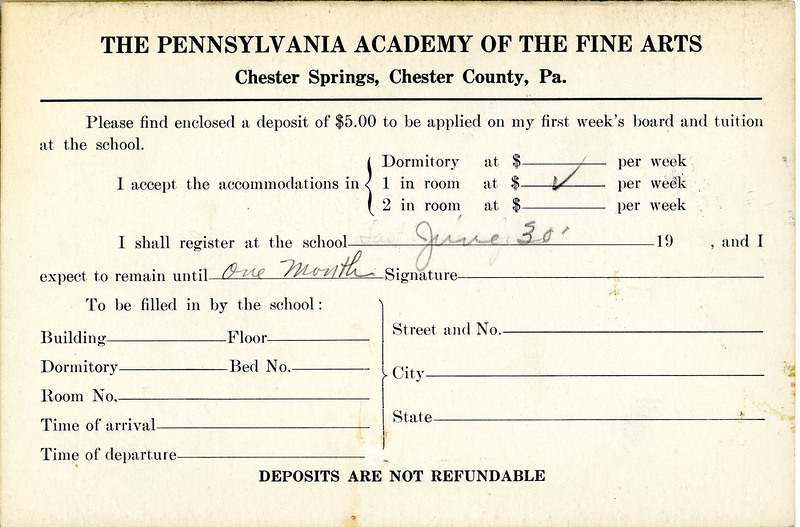 THE PENNSYLVANIA ACADEMY OF THE FINE ARTS
Chester Springs, Chester County, Pa.
Please find enclosed a deposit of $5.00 to be applied on my first week's board and tuition
at the school.
Dormitory at $ per week
I accept the accommodations in { 1 in room at $ ✓ per week
2 in room at $ per week
I shall register at the school June 30 19 , and I
expect to remain until One Month Signature
To be filled in by the school:
Building Floor
Street and No.
Dormitory Bed No.
City
Room No.
State
Time of arrival
Time of departure
DEPOSITS ARE NOT REFUNDABLE